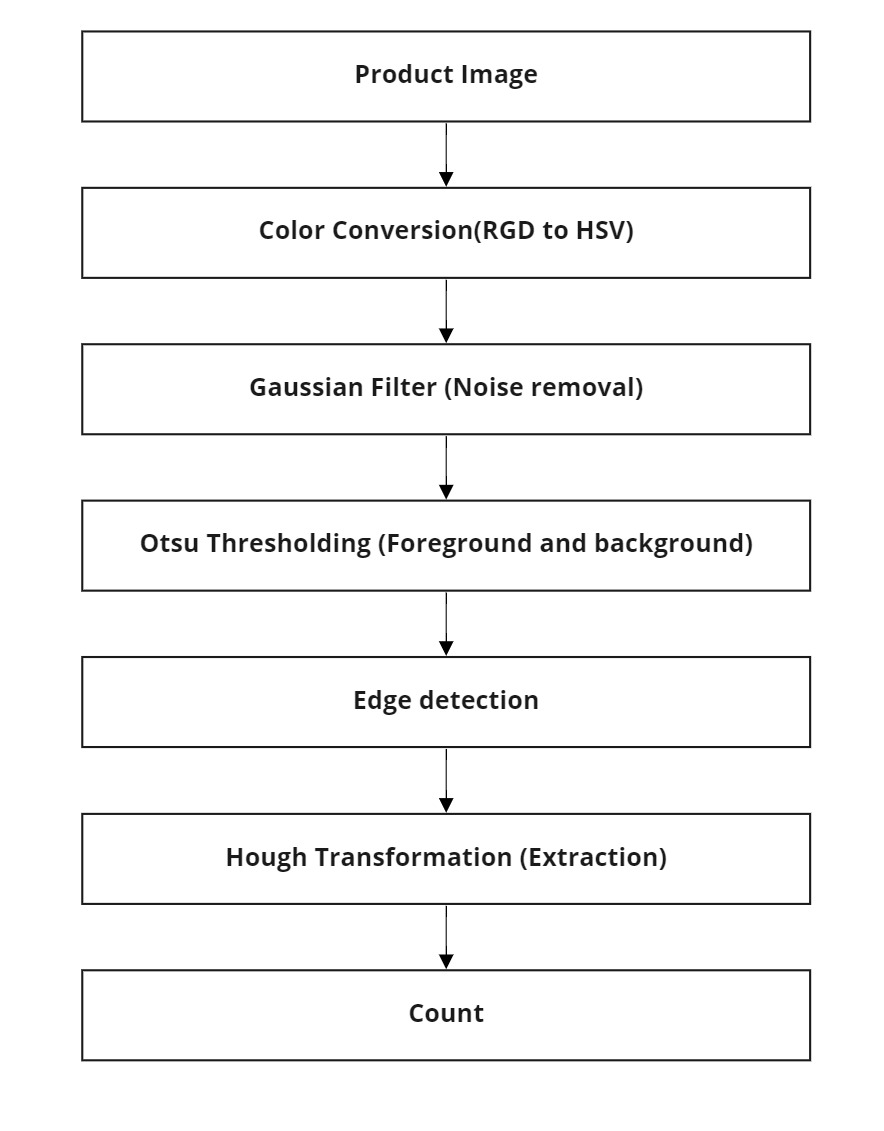 Product Image
Color Conversion(RGD to HSV)
Gaussian Filter (Noise removal)
Otsu Thresholding (Foreground and background)
Edge detection
Hough Transformation (Extraction)
Count